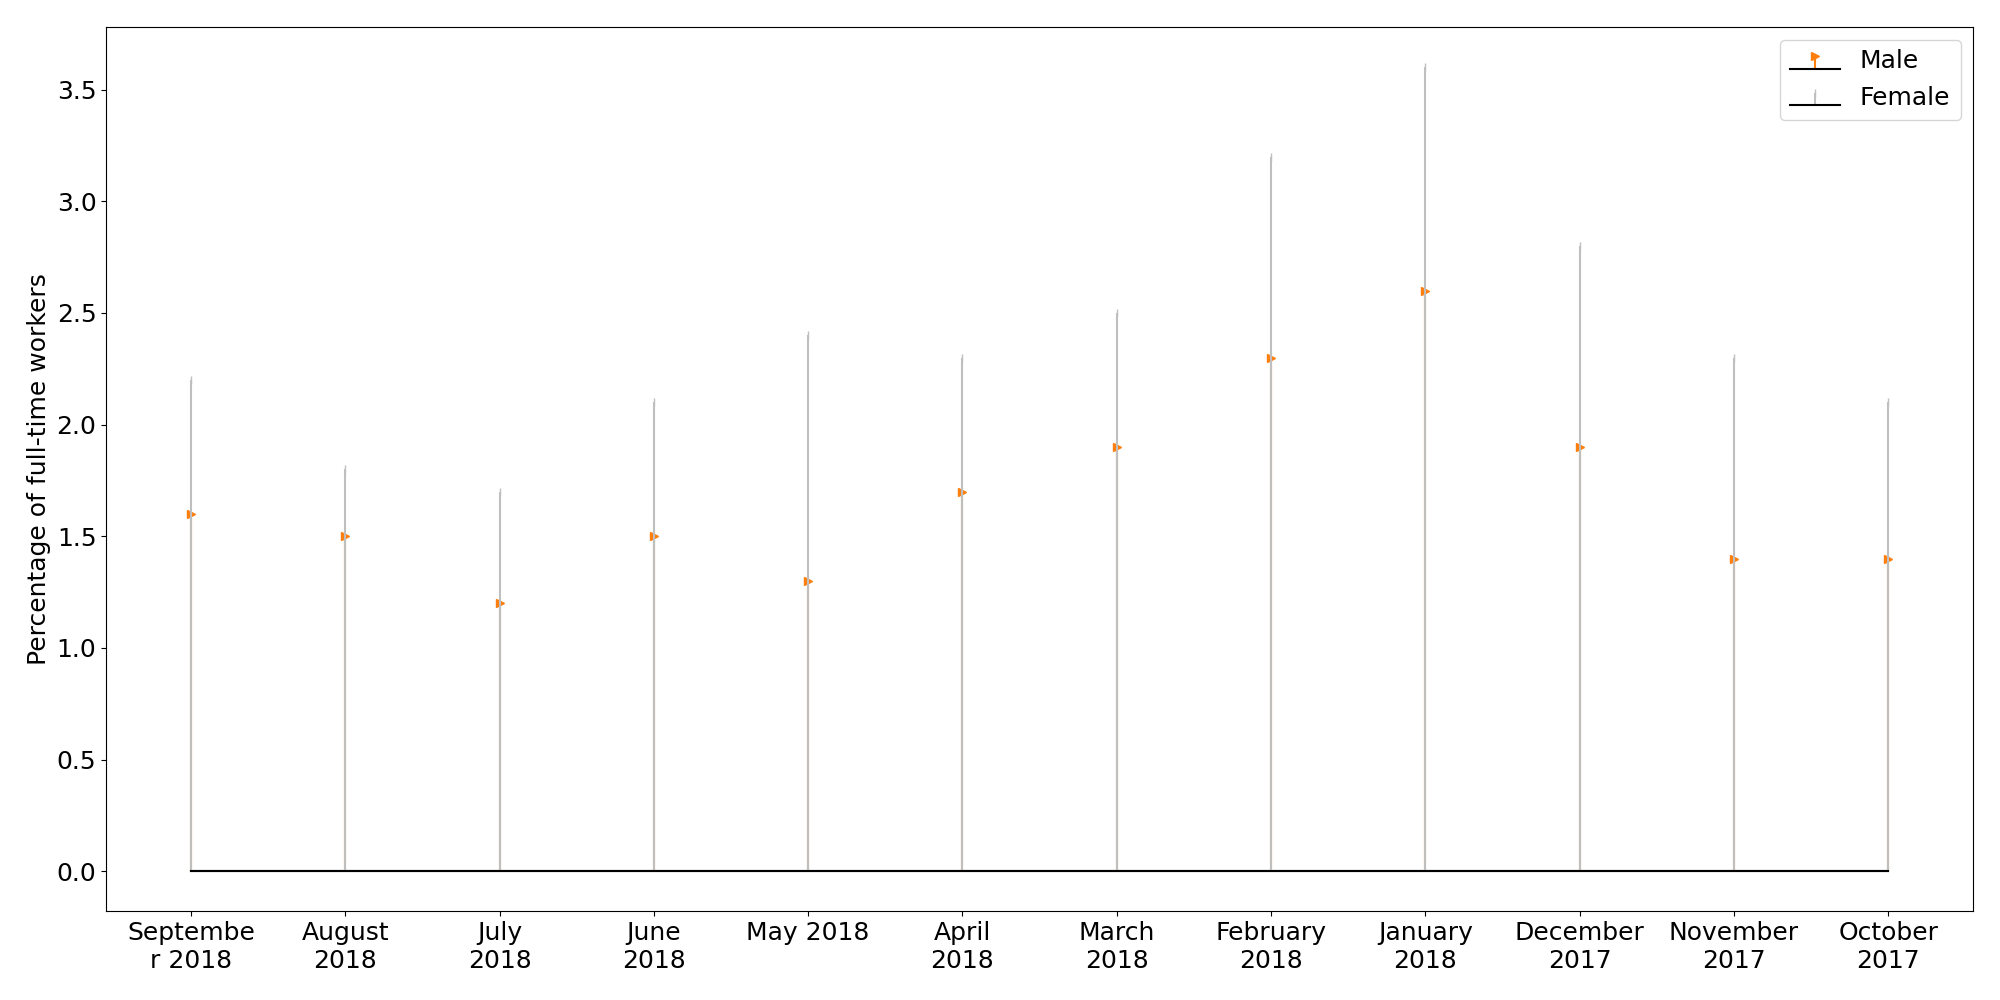 Male
Female
Percentage of full-time workers
3.5
3.0
2.5
2.0
1.5
1.0
0.5
0.0
Septembe
r 2018
August
2018
July
2018
June
2018
May 2018
April
2018
March
2018
February
2018
January
2018
December
2017
November
2017
October
2017